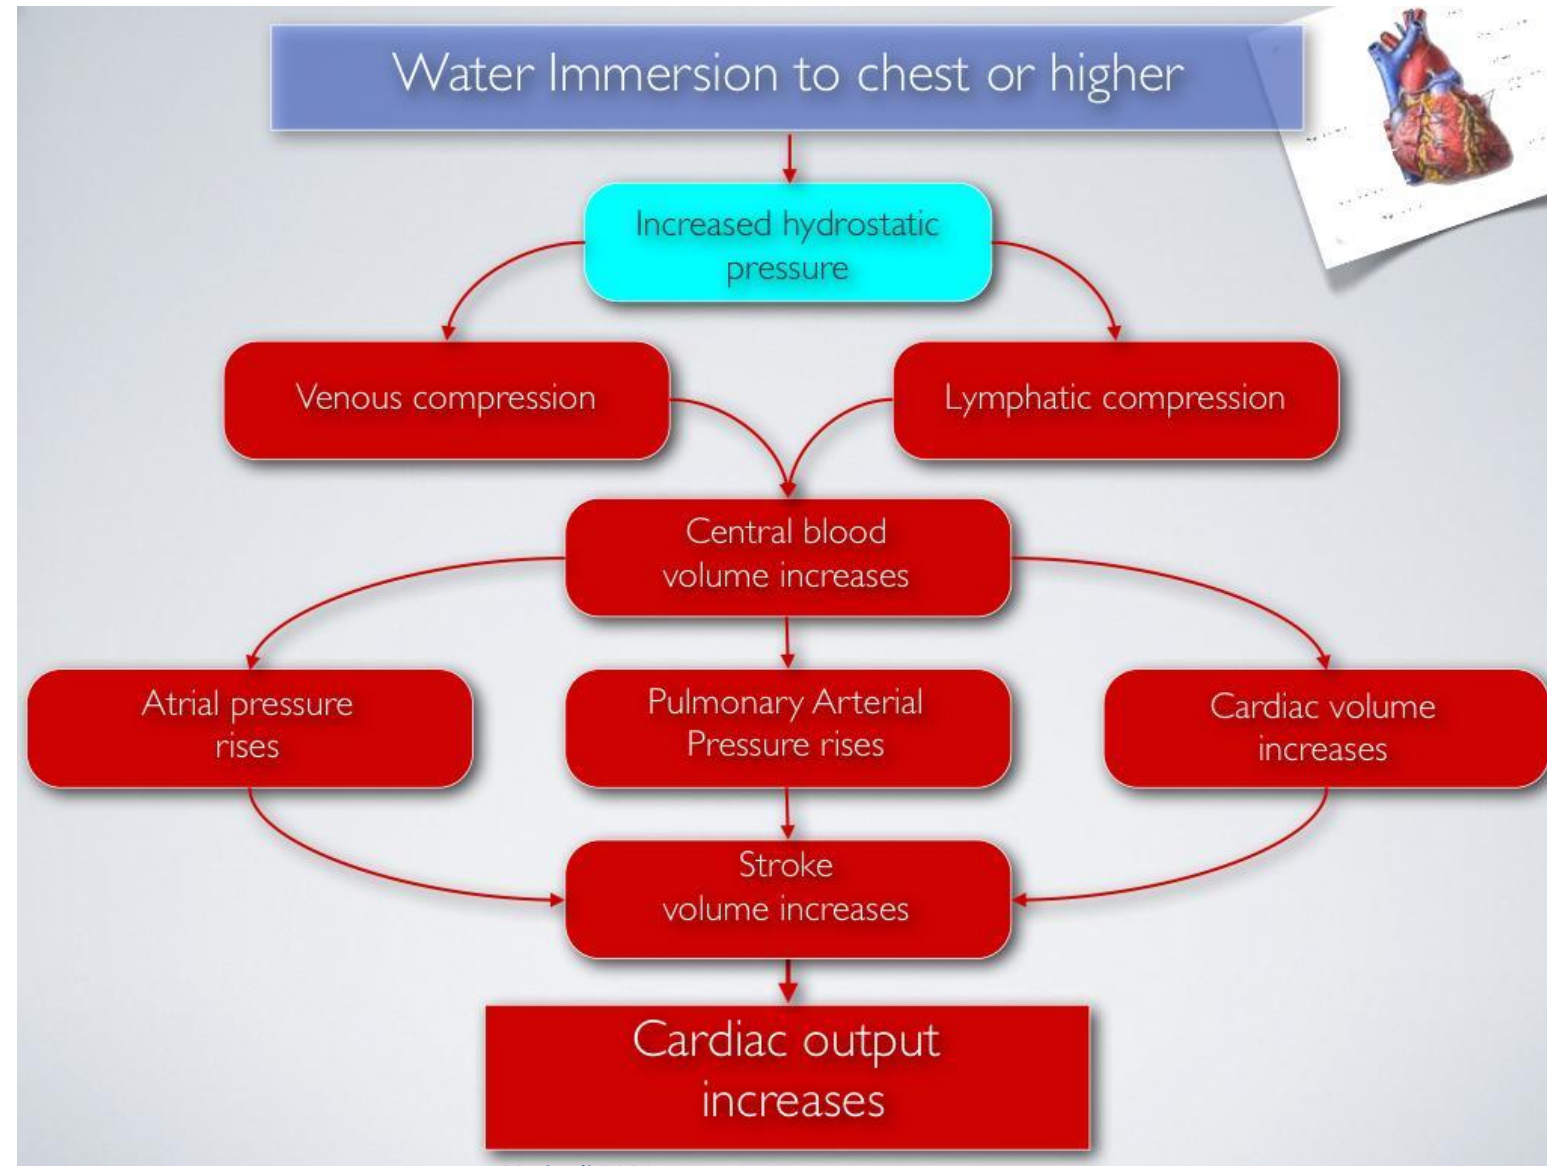 Water Immersion to chest or higher
Increased hydrostatic
pressure
Venous compression
Lymphatic compression
Central blood
volume increases
Atrial pressure
rises
Pulmonary Arterial
Pressure rises
Cardiac volume
increases
Stroke
volume increases
Cardiac output
increases